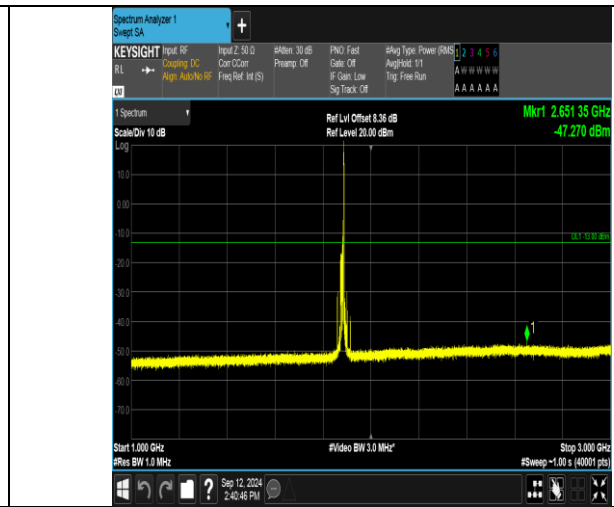 Spectrum Analyzer 1
Swept SA
+
KEYSIGHT Input: RF Input Z: 50 Ω #Atten: 30 dB PNO: Fast #Avg Type: Power (RMS 1 2 3 4 5 6
RL Coupling: DC Corr CCorr Preamp: Off Gate: Off Avg|Hold: 1/1 A W W W W W
Align: Auto/No RF Freq Ref: Int (S) IF Gain: Low Trig: Free Run
Sig Track: Off A A A A A A
LXI
1 Spectrum Ref Lvl Offset 8.36 dB Mkr1 2.651 35 GHz
Scale/Div 10 dB Ref Level 20.00 dBm -47.270 dBm
Log
10.0
0.00
-10.0
DL1 -13.00 dBm
-20.0
-30.0
-40.0
1
-50.0
-60.0
-70.0
Start 1.000 GHz #Video BW 3.0 MHz* Stop 3.000 GHz
#Res BW 1.0 MHz #Sweep ~1.00 s (40001 pts)
? Sep 12, 2024
2:40:46 PM